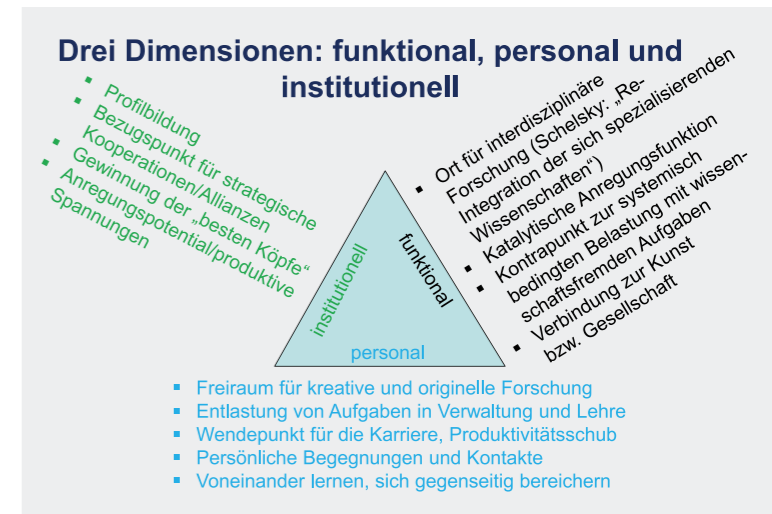 Drei Dimensionen: funktional, personal und
institutionell
▪ Profilbildung
▪ Bezugspunkt für strategische
Kooperationen/Allianzen
▪ Gewinnung der „besten Köpfe“
▪ Anregungspotential/produktive
Spannungen
▪ Ort für interdisziplinäre
Forschung (Schelsky: „Re-
Integration der sich spezialisierenden
Wissenschaften“)
▪ Katalytische Anregungsfunktion
▪ Kontrapunkt zur systemisch
bedingten Belastung mit wissen-
schaftsfremden Aufgaben
▪ Verbindung zur Kunst
bzw. Gesellschaft
institutionell
funktional
personal
▪ Freiraum für kreative und originelle Forschung
▪ Entlastung von Aufgaben in Verwaltung und Lehre
▪ Wendepunkt für die Karriere, Produktivitätsschub
▪ Persönliche Begegnungen und Kontakte
▪ Voneinander lernen, sich gegenseitig bereichern